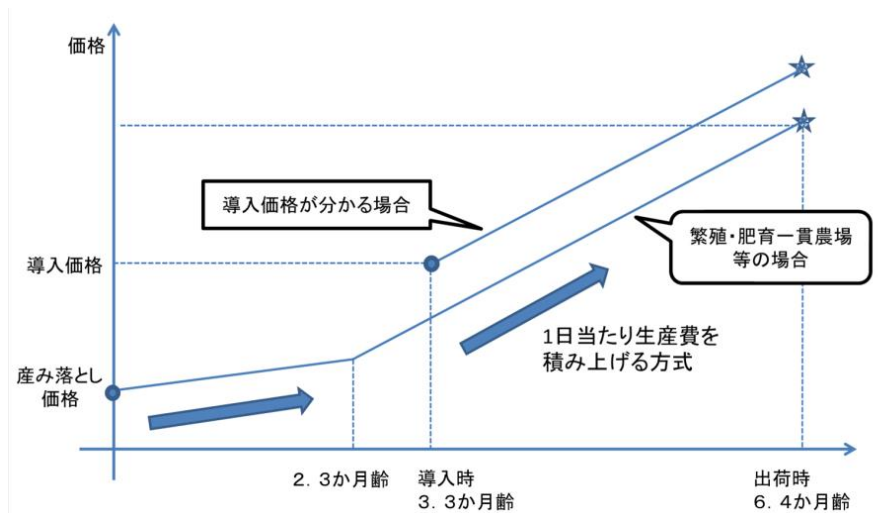 価格
導入価格が分かる場合
繁殖・肥育一貫農場
等の場合
導入価格
1日当たり生産費を
積み上げる方式
産み落とし
価格
2．3か月齢
導入時
3．3か月齢
出荷時
6．4か月齢